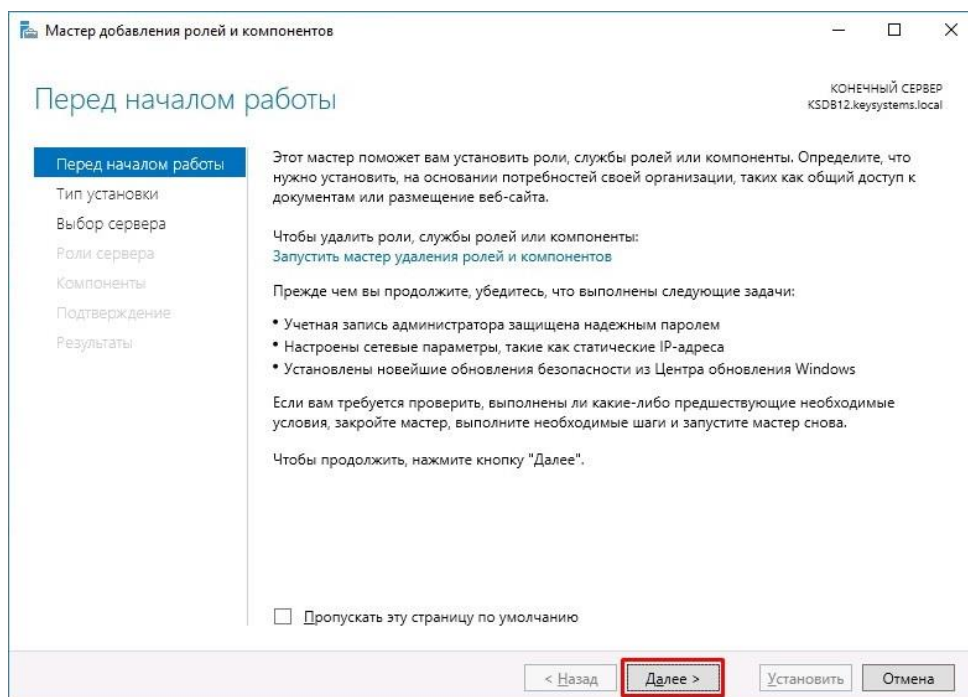 Мастер добавления ролей и компонентов
Перед началом работы
КОНЕЧНЫЙ СЕРВЕР
KSDB12.keysystems.local
Перед началом работы
Тип установки
Выбор сервера
Роли сервера
Компоненты
Подтверждение
Результаты
Этот мастер поможет вам установить роли, службы ролей или компоненты. Определите, что
нужно установить, на основании потребностей своей организации, таких как общий доступ к
документам или размещение веб-сайта.
Чтобы удалить роли, службы ролей или компоненты:
Запустить мастер удаления ролей и компонентов
Прежде чем вы продолжите, убедитесь, что выполнены следующие задачи:
• Учетная запись администратора защищена надежным паролем
• Настроены сетевые параметры, такие как статические IP-адреса
• Установлены новейшие обновления безопасности из Центра обновления Windows
Если вам требуется проверить, выполнены ли какие-либо предшествующие необходимые
условия, закройте мастер, выполните необходимые шаги и запустите мастер снова.
Чтобы продолжить, нажмите кнопку "Далее".
Пропускать эту страницу по умолчанию
< Назад
Далее >
Установить
Отмена